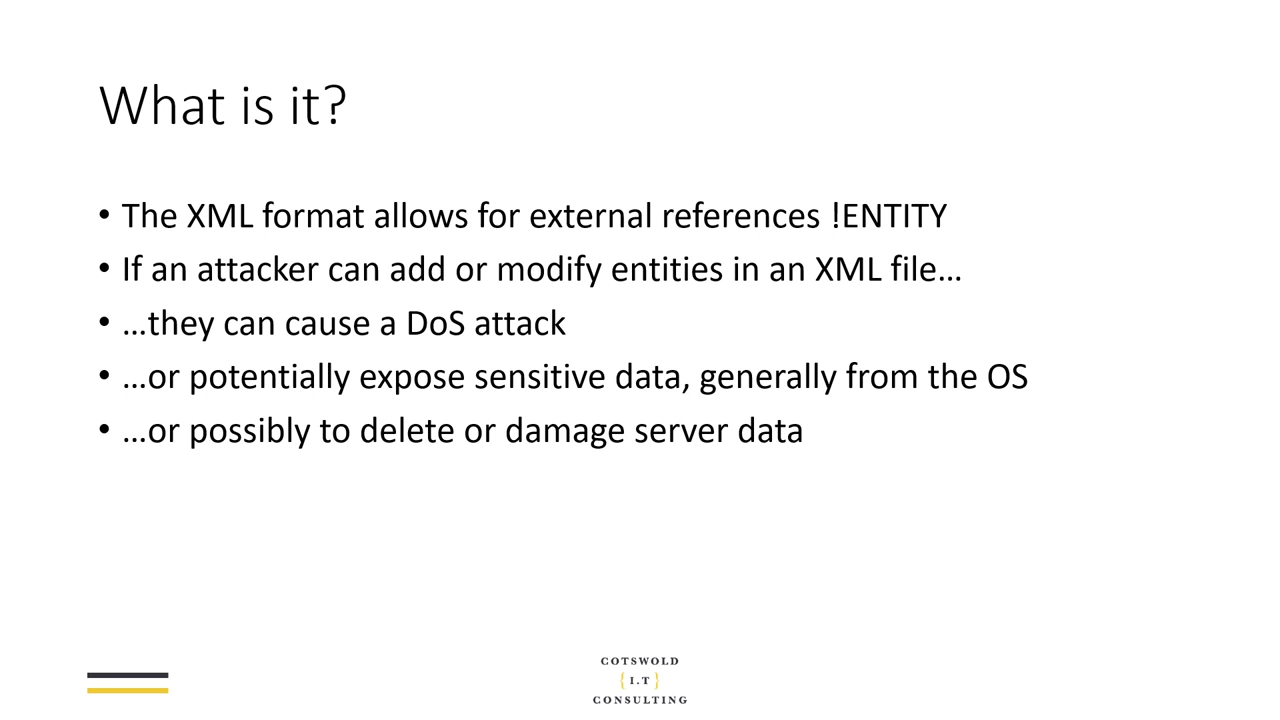 What is it?
• The XML format allows for external references !ENTITY
• If an attacker can add or modify entities in an XML file…
• …they can cause a DoS attack
• …or potentially expose sensitive data, generally from the OS
• …or possibly to delete or damage server data
COTSWOLD
{ I.T }
CONSULTING